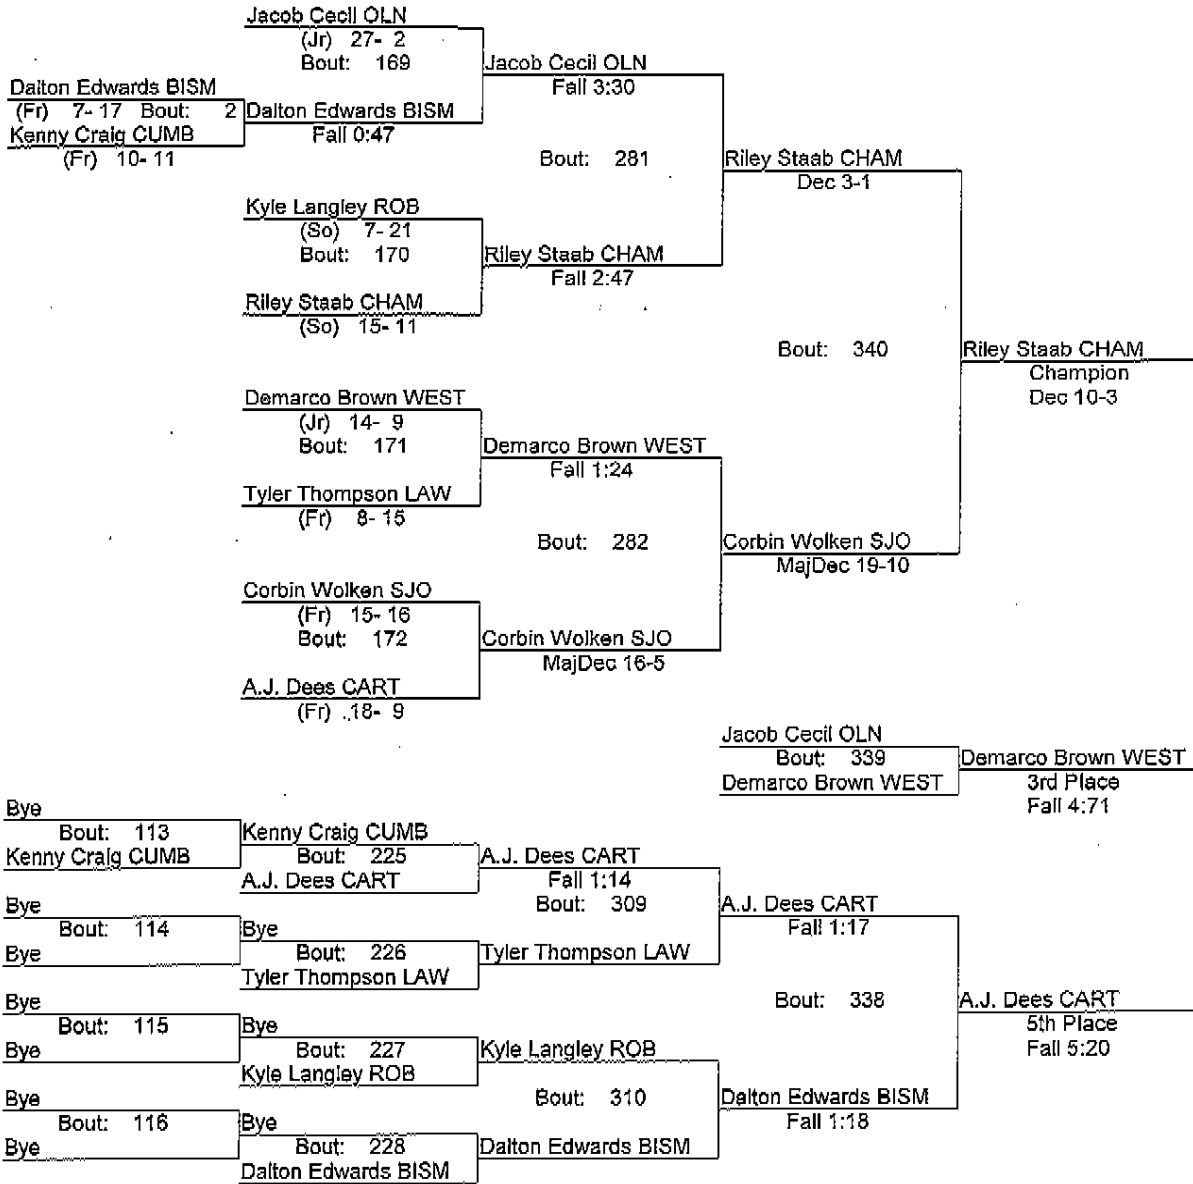 Jacob Cecil OLN
(Jr) 27- 2
Bout: 169
Jacob Cecil OLN
Fall 3:30
Dalton Edwards BISM
(Fr) 7- 17 Bout: 2
Dalton Edwards BISM
Fall 0:47
Kenny Craig CUMB
(Fr) 10- 11
Bout: 281
Riley Staab CHAM
Dec 3-1
Kyle Langley ROB
(So) 7- 21
Bout: 170
Riley Staab CHAM
Fall 2:47
Riley Staab CHAM
(So) 15- 11
Bout: 340
Riley Staab CHAM
Champion
Dec 10-3
Demarco Brown WEST
(Jr) 14- 9
Bout: 171
Demarco Brown WEST
Fall 1:24
Tyler Thompson LAW
(Fr) 8- 15
Bout: 282
Corbin Wolken SJO
MajDec 19-10
Corbin Wolken SJO
(Fr) 15- 16
Bout: 172
Corbin Wolken SJO
MajDec 16-5
A.J. Dees CART
(Fr) 18- 9
Jacob Cecil OLN
Bout: 339
Demarco Brown WEST
Demarco Brown WEST
3rd Place
Fall 4:71
Bye
Bout: 113
Kenny Craig CUMB
Kenny Craig CUMB
Bout: 225
A.J. Dees CART
A.J. Dees CART
Fall 1:14
Bout: 309
A.J. Dees CART
Fall 1:17
Bye
Bout: 114
Bye
Bye
Bout: 226
Tyler Thompson LAW
Tyler Thompson LAW
Bout: 338
A.J. Dees CART
5th Place
Fall 5:20
Bye
Bout: 115
Bye
Bye
Bout: 227
Kyle Langley ROB
Kyle Langley ROB
Bout: 310
Dalton Edwards BISM
Fall 1:18
Bye
Bout: 116
Bye
Bye
Bout: 228
Dalton Edwards BISM
Dalton Edwards BISM